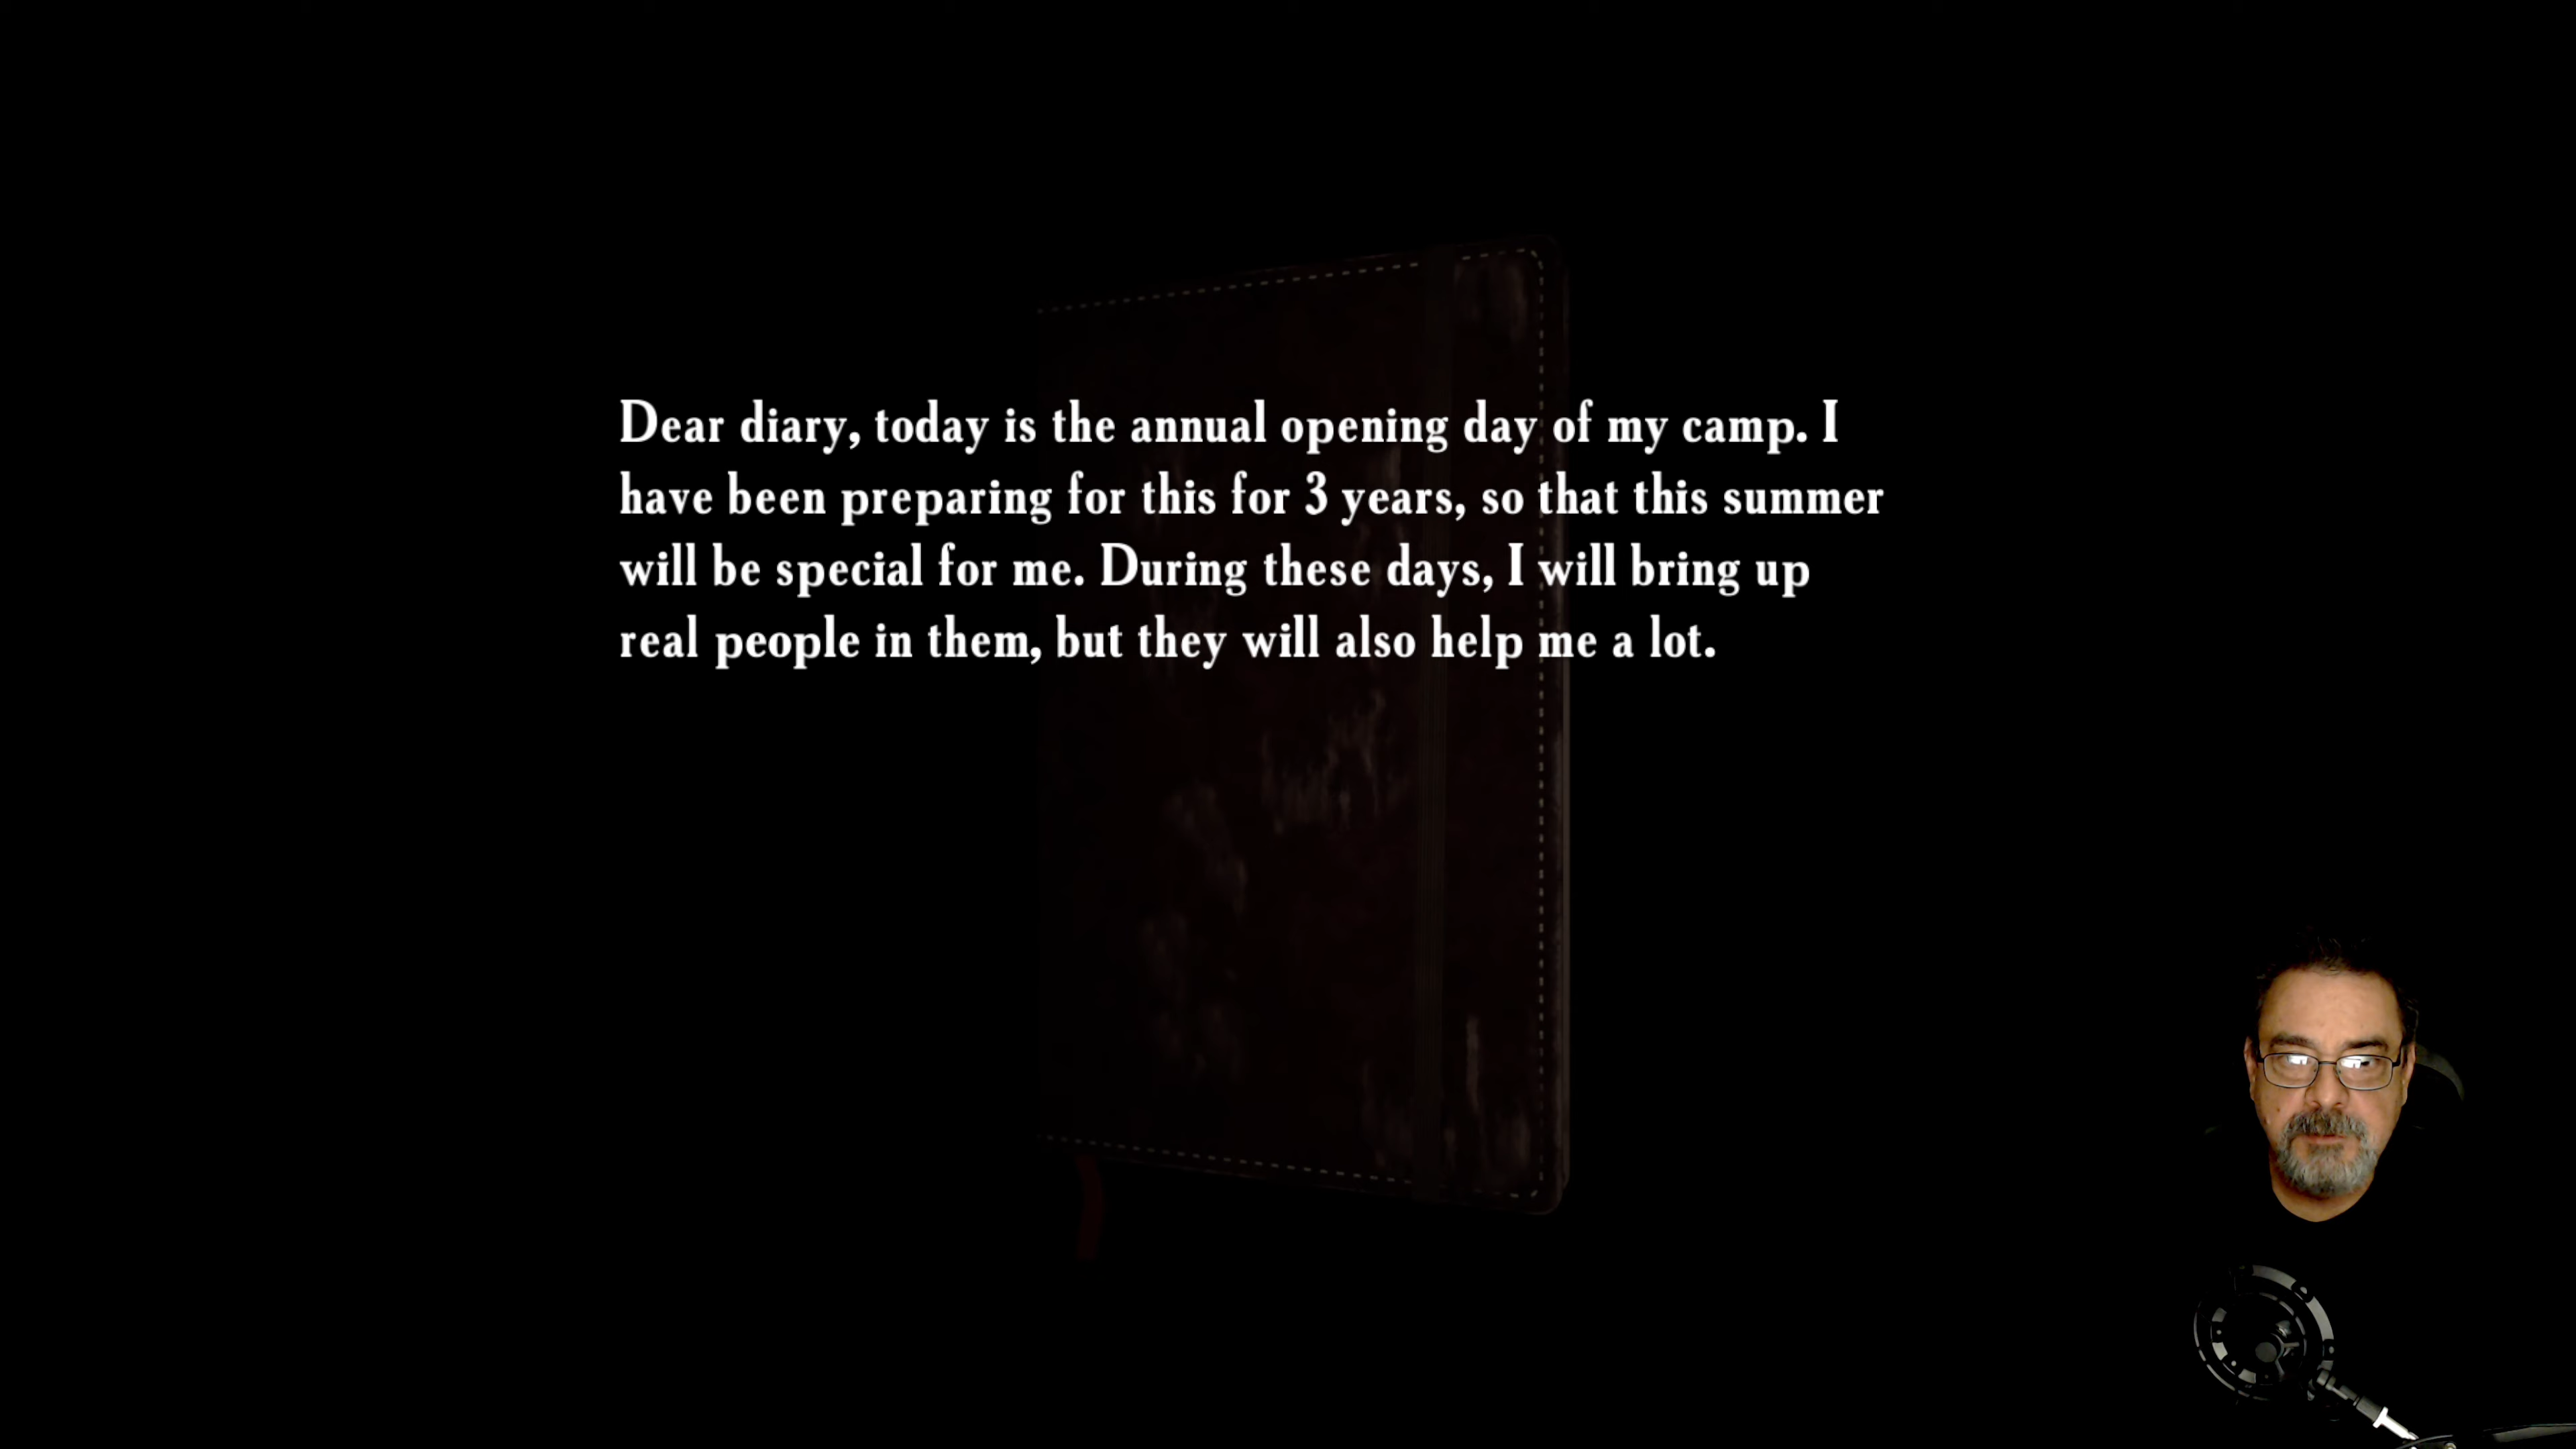 Dear diary, today is the annual opening day of my camp. I
have been preparing for this for 3 years, so that this summer
will be special for me. During these days, I will bring up
real people in them, but they will also help me a lot.